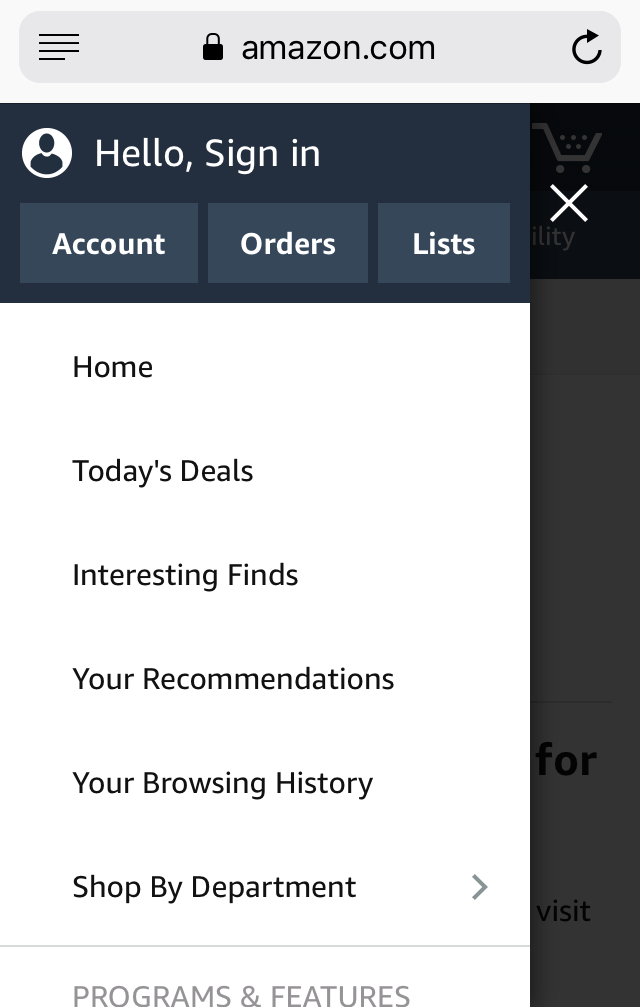 amazon.com
Hello, Sign in
Account Orders Lists
ility
Home
Today's Deals
Interesting Finds
Your Recommendations
for
Your Browsing History
Shop By Department
visit
PROGRAMS & FEATURES